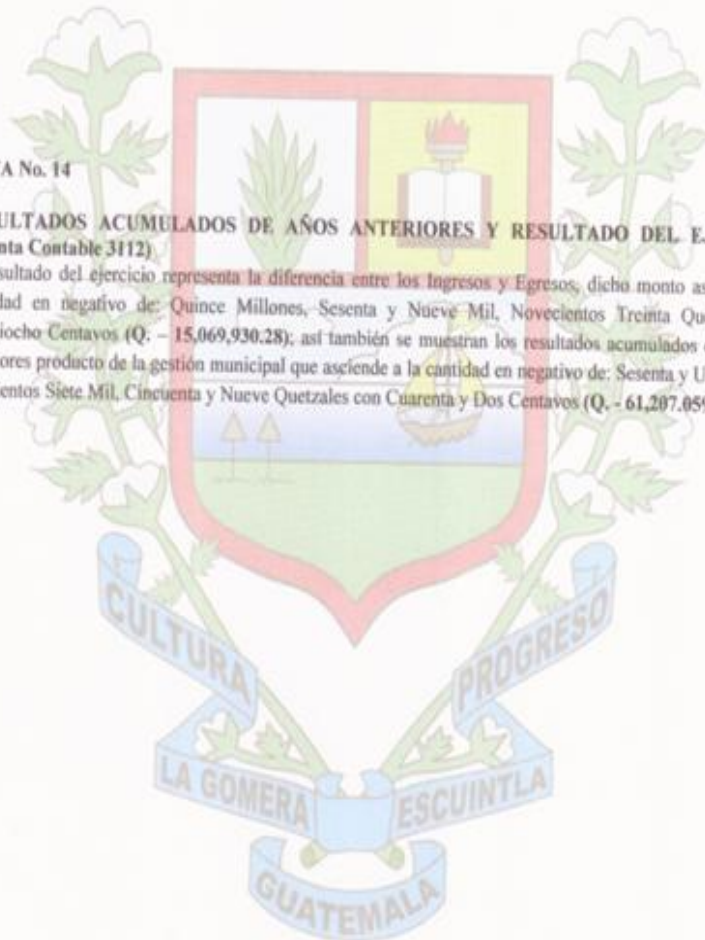 A No. 14
ULTADOS ACUMULADOS DE AÑOS ANTERIORES Y RESULTADO DEL E.
nta Contable 3112)
sultado del ejercicio representa la diferencia entre los Ingresos y Egresos, dicho monto as
dad en negativo de: Quince Millones, Sesenta y Nueve Mil, Novecientos Treinta Que
iocho Centavos (Q. – 15,069,930.28); así también se muestran los resultados acumulados
ores producto de la gestión municipal que asciende a la cantidad en negativo de: Sesenta y U
entos Siete Mil, Cincuenta y Nueve Quetzales con Cuarenta y Dos Centavos (Q. - 61,207.059
CULTURA
PROGRESO
LA GOMERA
ESCUINTLA
GUATEMALA